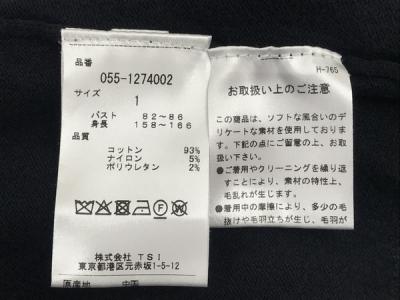 品番
055-1274002
サイズ
1
バスト 82~86
身長 158~166
品質
コットン 93%
ナイロン 5%
ポリウレタン 2%
株式会社 TSI
東京都港区元赤坂1-5-12
原産地 中国
H-765
お取扱い上のご注意
この商品は、ソフトな風合いのデ
リケートな素材を使用しております
。下記の点にご留意の上、お
取扱い下さい。
●ご着用やクリーニングを繰り返
すことにより、素材の特性上、
毛乱れが生じます。
●着用中の摩擦により、多少の毛
抜けや毛羽立ちが生じ、毛羽が